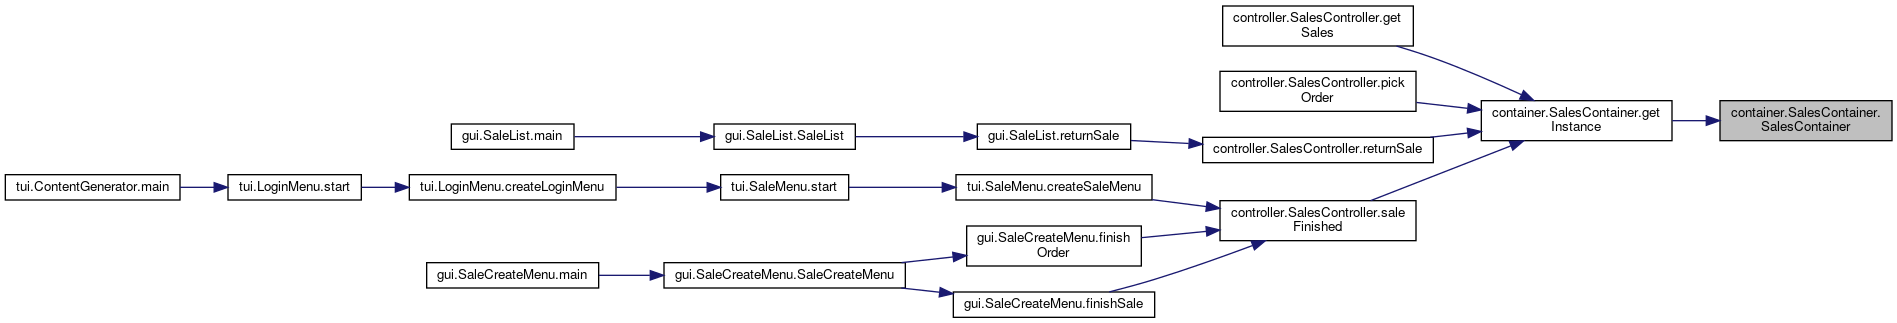 controller.SalesController.get
Sales
controller.SalesController.pick
Order
container.SalesContainer.get
Instance
container.SalesContainer.
SalesContainer
gui.SaleList.main
gui.SaleList.SaleList
gui.SaleList.returnSale
controller.SalesController.returnSale
tui.ContentGenerator.main
tui.LoginMenu.start
tui.LoginMenu.createLoginMenu
tui.SaleMenu.start
tui.SaleMenu.createSaleMenu
controller.SalesController.sale
Finished
gui.SaleCreateMenu.finish
Order
gui.SaleCreateMenu.main
gui.SaleCreateMenu.SaleCreateMenu
gui.SaleCreateMenu.finishSale